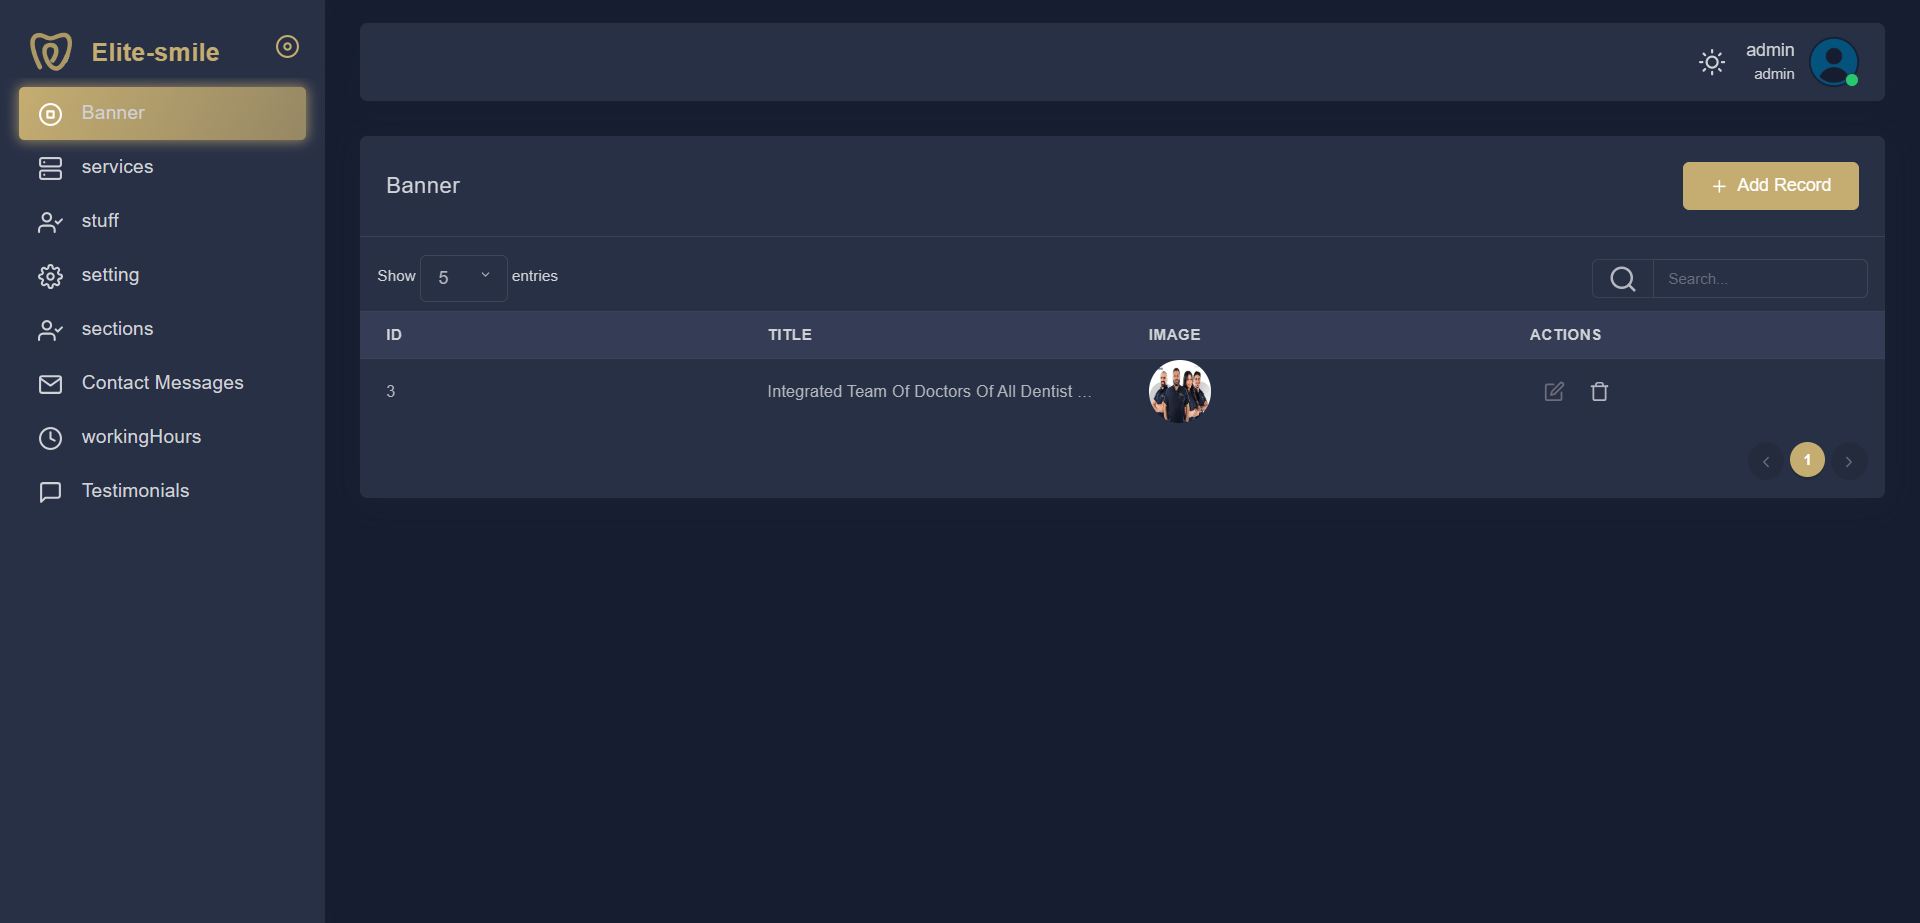 Elite-smile
Banner
services
stuff
setting
sections
Contact Messages
workingHours
Testimonials
admin
admin
Banner
Add Record
Show 5 entries
Search...
ID TITLE IMAGE ACTIONS
3 Integrated Team Of Doctors Of All Dentist ...
1